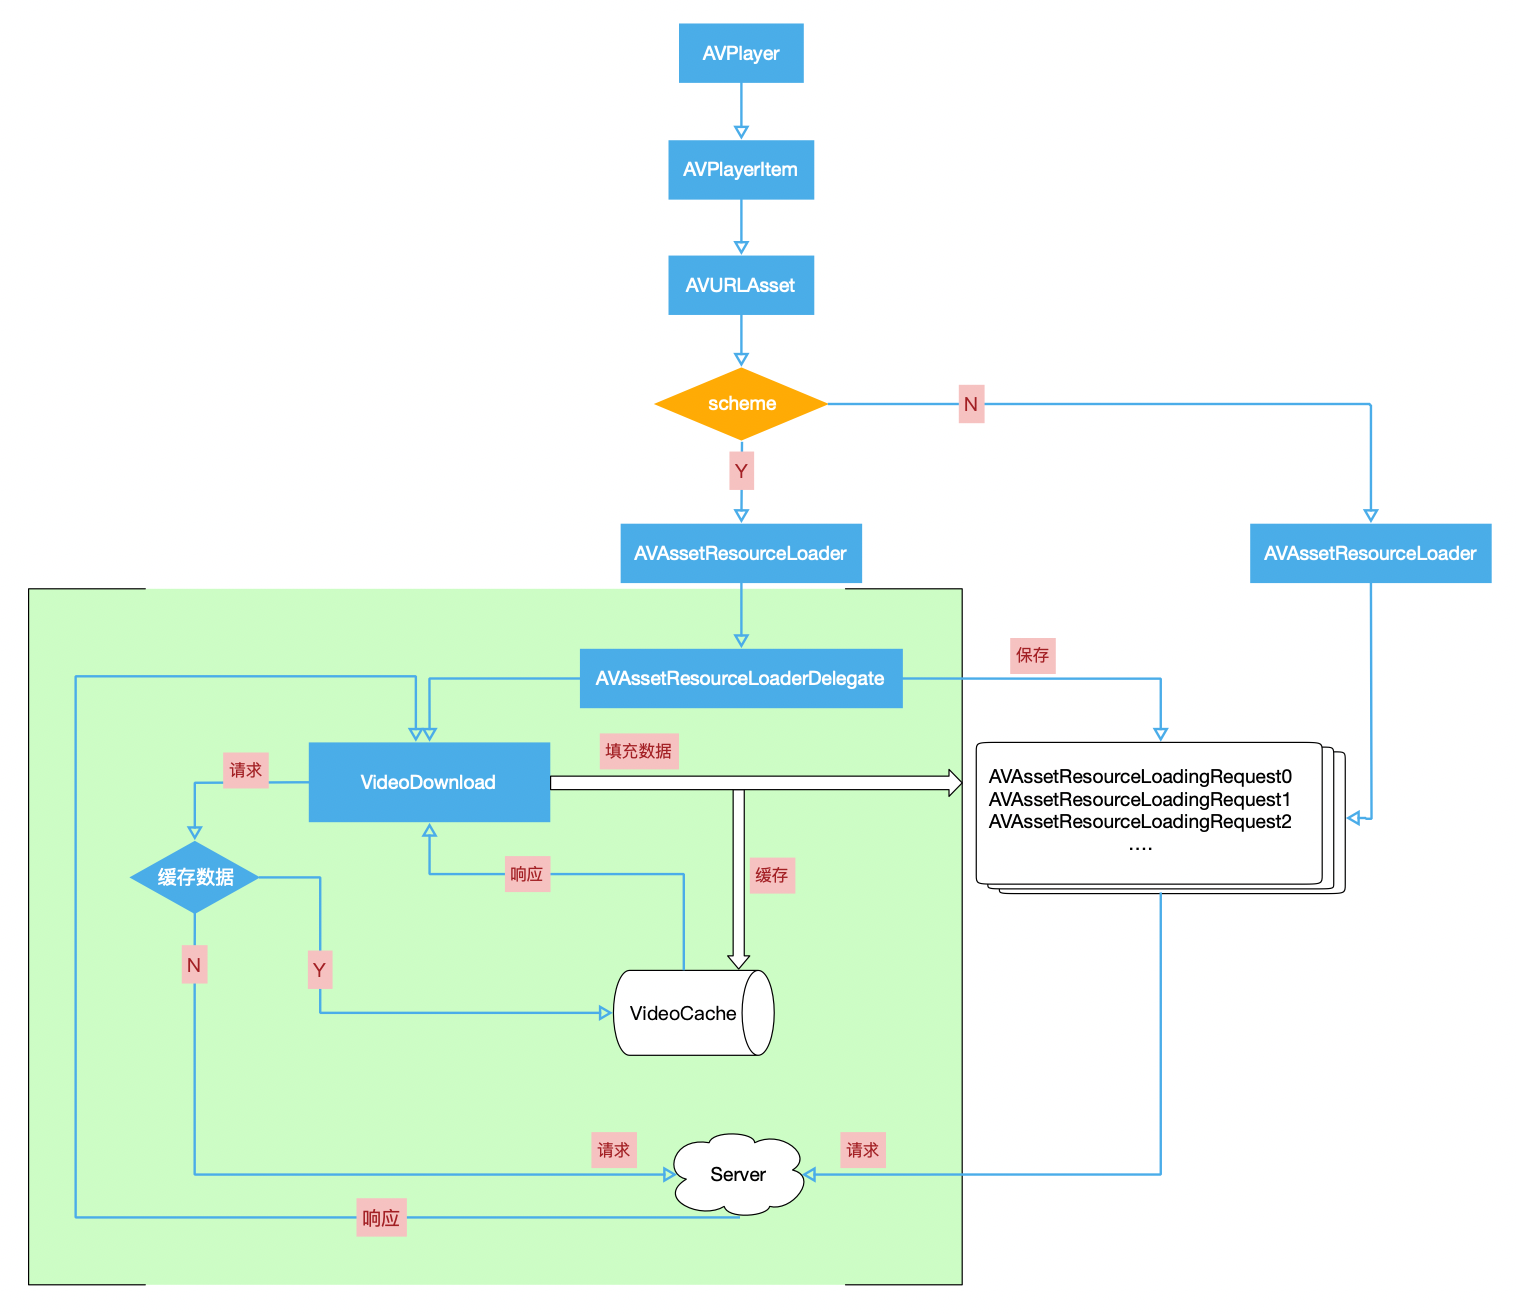 AVPlayer
AVPlayerItem
AVURLAsset
scheme
N
Y
AVAssetResourceLoader
AVAssetResourceLoader
保存
AVAssetResourceLoaderDelegate
填充数据
请求
VideoDownload
AVAssetResourceLoadingRequest0
AVAssetResourceLoadingRequest1
AVAssetResourceLoadingRequest2
....
响应
缓存
缓存数据
N
Y
VideoCache
请求
请求
Server
响应